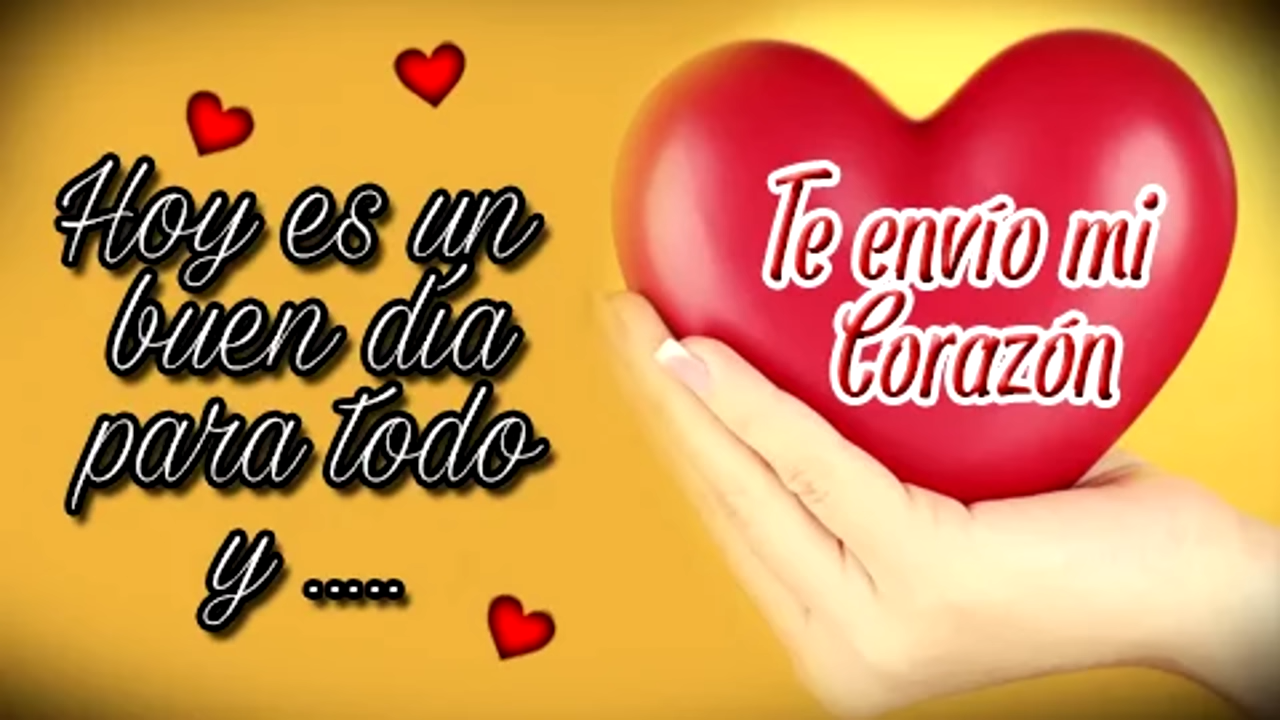 Hoy es un
buen día
para todo
y .....
Te envío mi
Corazón